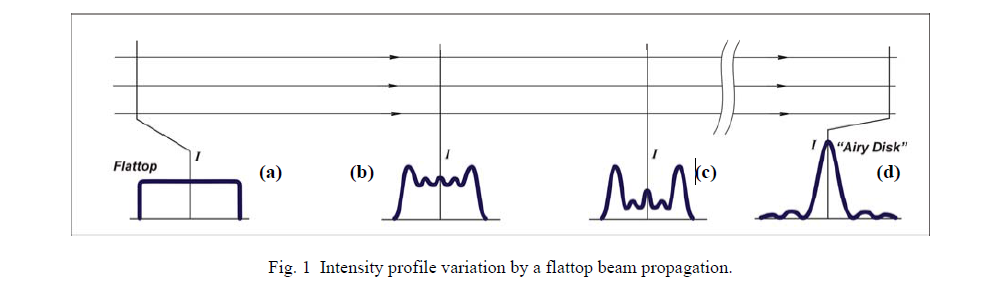 I
Flattop
(a)
(b)
I
I
(c)
I "Airy Disk"
(d)
Fig. 1 Intensity profile variation by a flattop beam propagation.